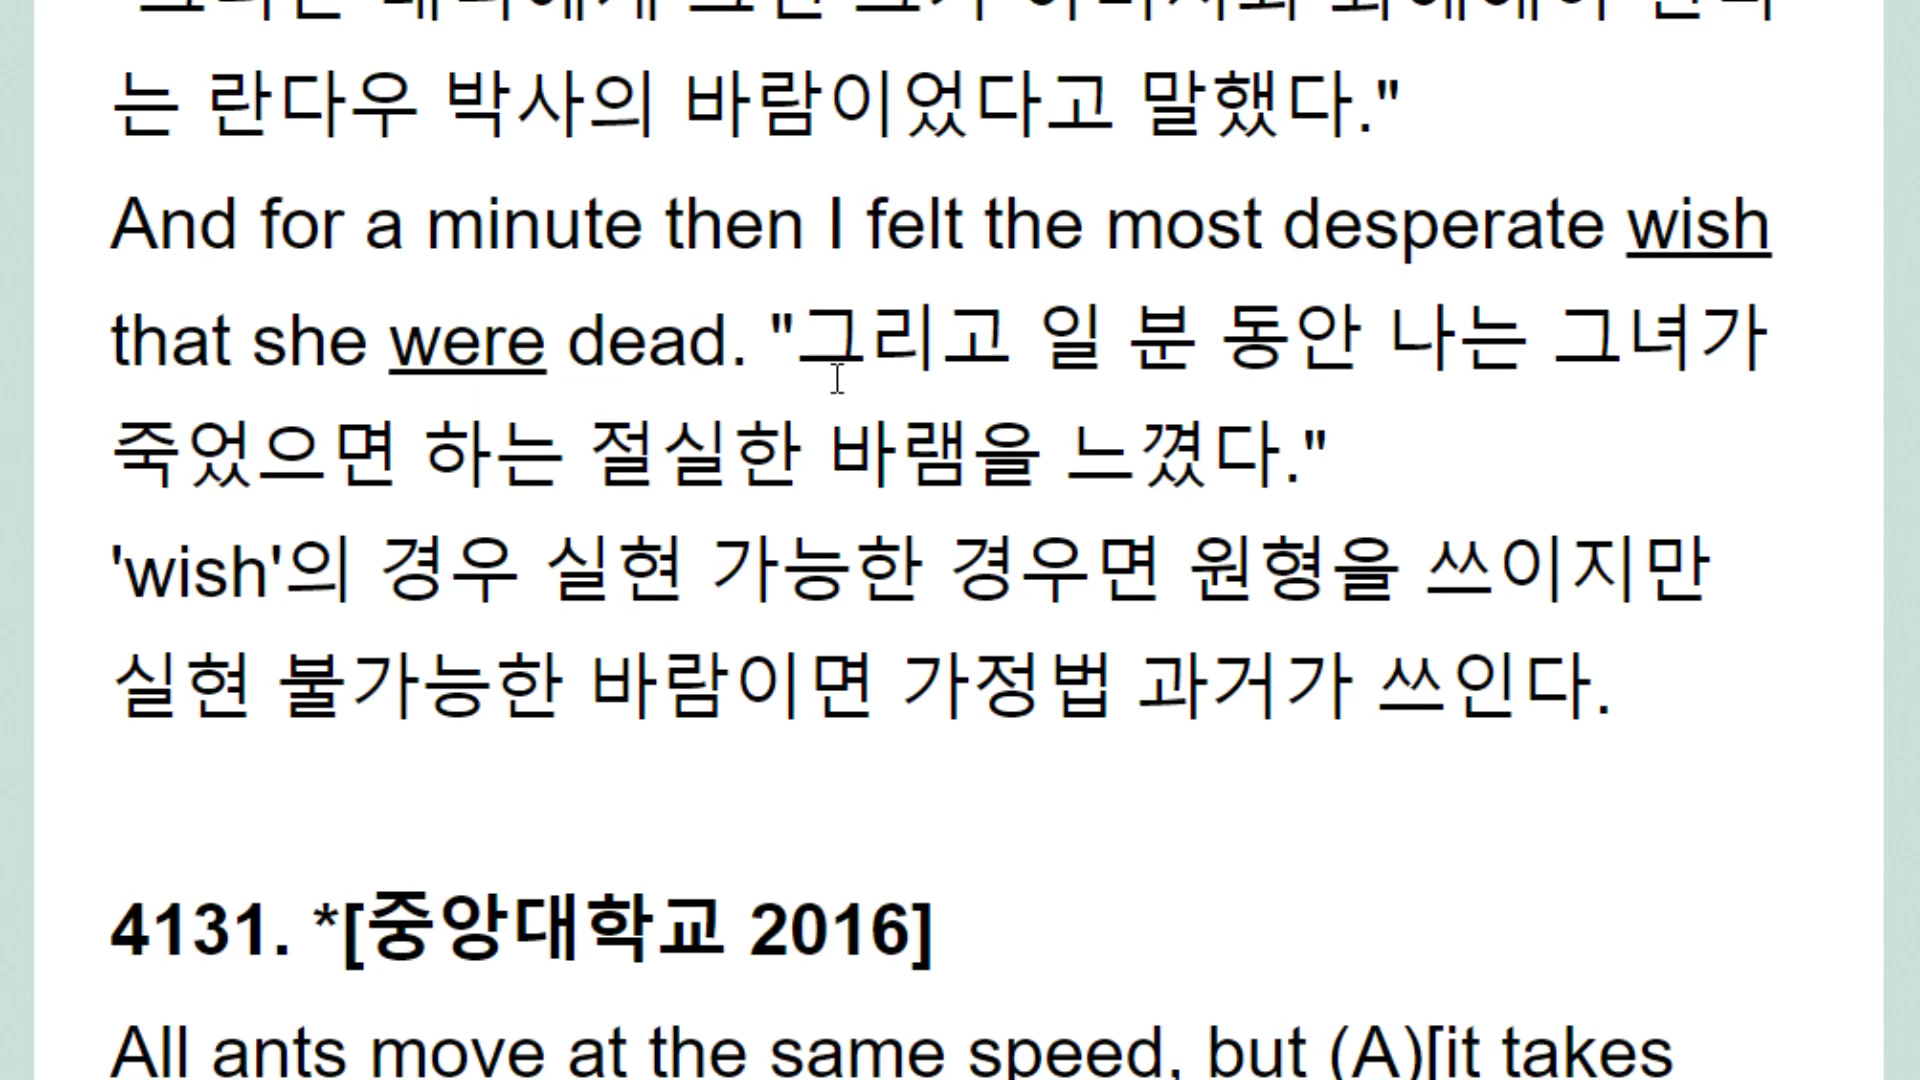 는 란다우 박사의 바람이었다고 말했다."
And for a minute then I felt the most desperate wish
that she were dead. "그리고 일 분 동안 나는 그녀가
죽었으면 하는 절실한 바램을 느꼈다."
'wish'의 경우 실현 가능한 경우면 원형을 쓰이지만
실현 불가능한 바람이면 가정법 과거가 쓰인다.
4131. *[중앙대학교 2016]
All ants move at the same speed, but (A)[it takes